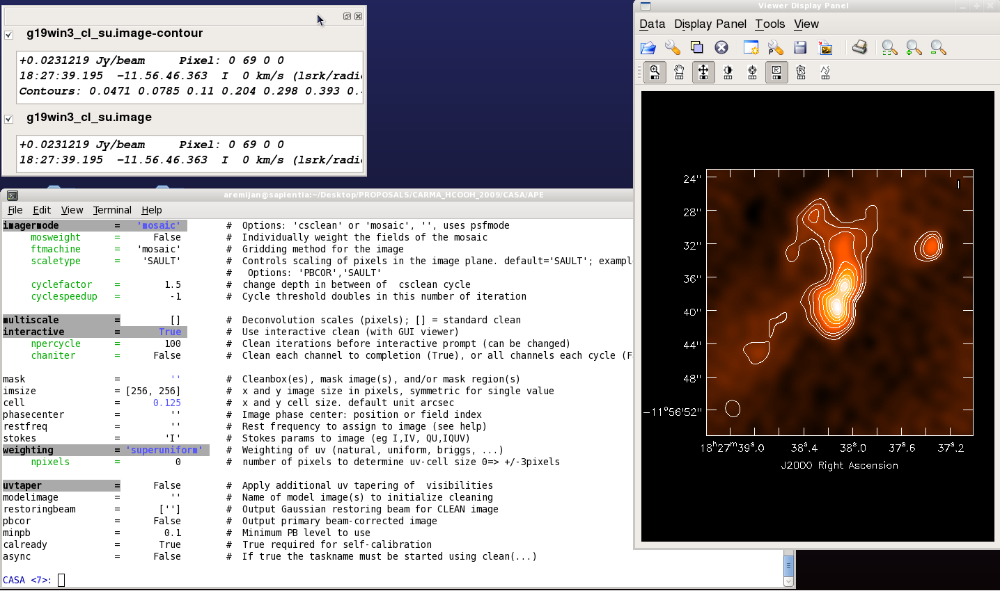 g19win3_cl_su.image-contour
+0.0231219 Jy/beam     Pixel: 0 69 0 0
18:27:39.195  -11.56.46.363  I  0 km/s (lsrk/radi
Contours: 0.0471 0.0785 0.11 0.204 0.298 0.393 0.
g19win3_cl_su.image
+0.0231219 Jy/beam     Pixel: 0 69 0 0
18:27:39.195  -11.56.46.363  I  0 km/s (lsrk/radi
aremijan@sapientia:~/Desktop/PROPOSALS/CARMA_HCOOH_2009/CASA/APE
File Edit View Terminal Help
imagermode          =   'mosaic'        #  Options: 'csclean' or 'mosaic', '', uses psfmode
     mosweight      =      False        #  Individually weight the fields of the mosaic
     ftmachine      =   'mosaic'        #  Gridding method for the image
     scaletype      =    'SAULT'        #  Controls scaling of pixels in the image plane. default='SAULT'; exampl
                                        #   Options: 'PBCOR','SAULT'
     cyclefactor    =        1.5        #  change depth in between of  csclean cycle
     cyclespeedup   =         -1        #  Cycle threshold doubles in this number of iteration
multiscale          =         []        #  Deconvolution scales (pixels); [] = standard clean
interactive         =       True        #  Use interactive clean (with GUI viewer)
     npercycle      =        100        #  Clean iterations before interactive prompt (can be changed)
     chaniter       =      False        #  Clean each channel to completion (True), or all channels each cycle (F
mask                =         ''        #  Cleanbox(es), mask image(s), and/or mask region(s)
imsize              = [256, 256]        #  x and y image size in pixels, symmetric for single value
cell                =      0.125        #  x and y cell size. default unit arcsec
phasecenter         =         ''        #  Image phase center: position or field index
restfreq            =         ''        #  Rest frequency to assign to image (see help)
stokes              =        'I'        #  Stokes params to image (eg I,IV, QU,IQUV)
weighting           = 'superuniform'    #  Weighting of uv (natural, uniform, briggs, ...)
     npixels        =          0        #  number of pixels to determine uv-cell size 0=> +/-3pixels
uvtaper             =      False        #  Apply additional uv tapering of  visibilities
modelimage          =         ''        #  Name of model image(s) to initialize cleaning
restoringbeam       =       ['']        #  Output Gaussian restoring beam for CLEAN image
pbcor               =      False        #  Output primary beam-corrected image
minpb               =        0.1        #  Minimum PB level to use
calready            =       True        #  True required for self-calibration
async               =      False        #  If true the taskname must be started using clean(...)
CASA <7>:
Viewer Display Panel
Data Display Panel Tools View
24"
28"
32"
36"
40"
44"
48"
-11°56'52"
18h27m39s.0 38s.4 38s.0 37s.6 37s.2
J2000 Right Ascension